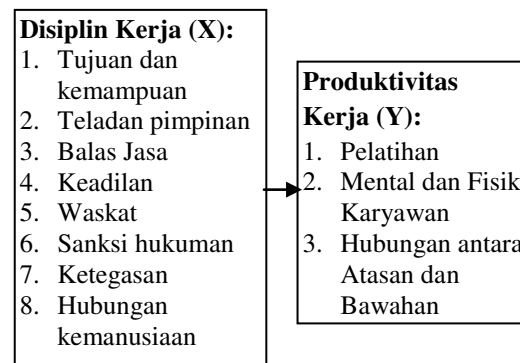 Disiplin Kerja (X):
1. Tujuan dan
kemampuan
2. Teladan pimpinan
3. Balas Jasa
4. Keadilan
5. Waskat
6. Sanksi hukuman
7. Ketegasan
8. Hubungan
kemanusiaan
Produktivitas
Kerja (Y):
1. Pelatihan
2. Mental dan Fisik
Karyawan
3. Hubungan antara
Atasan dan
Bawahan